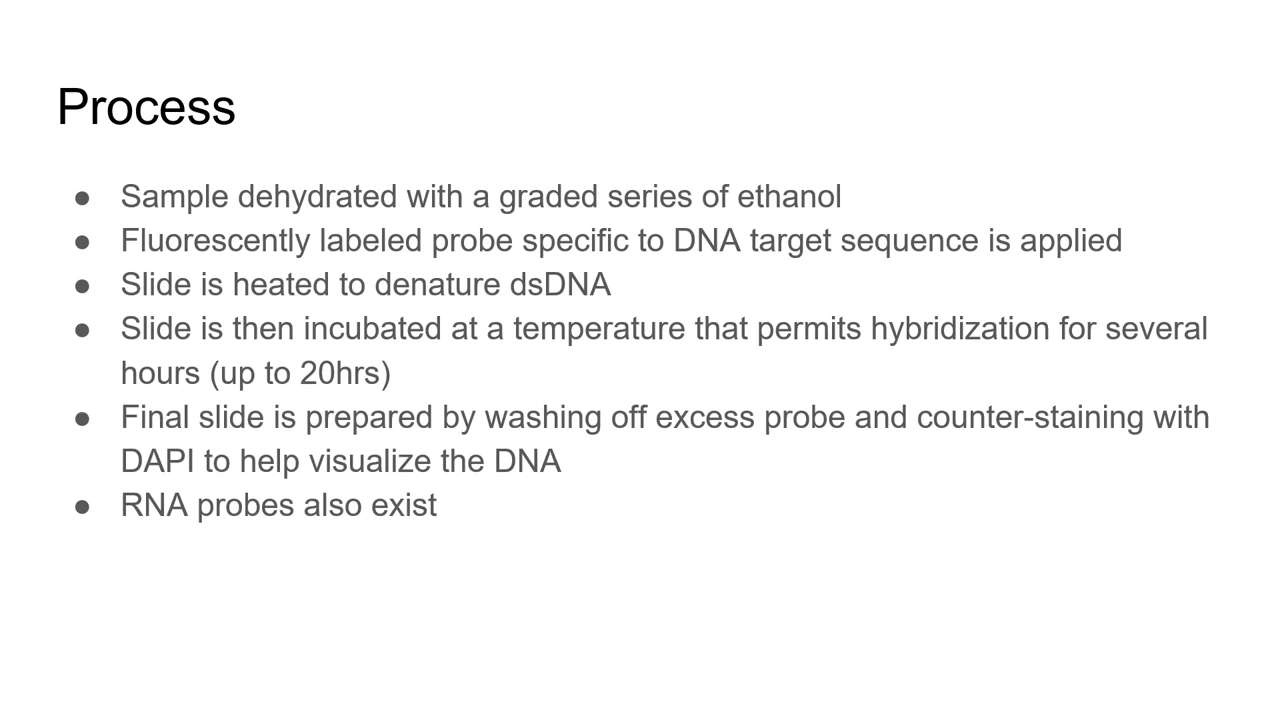 Process
● Sample dehydrated with a graded series of ethanol
● Fluorescently labeled probe specific to DNA target sequence is applied
● Slide is heated to denature dsDNA
● Slide is then incubated at a temperature that permits hybridization for several
hours (up to 20hrs)
● Final slide is prepared by washing off excess probe and counter-staining with
DAPI to help visualize the DNA
● RNA probes also exist